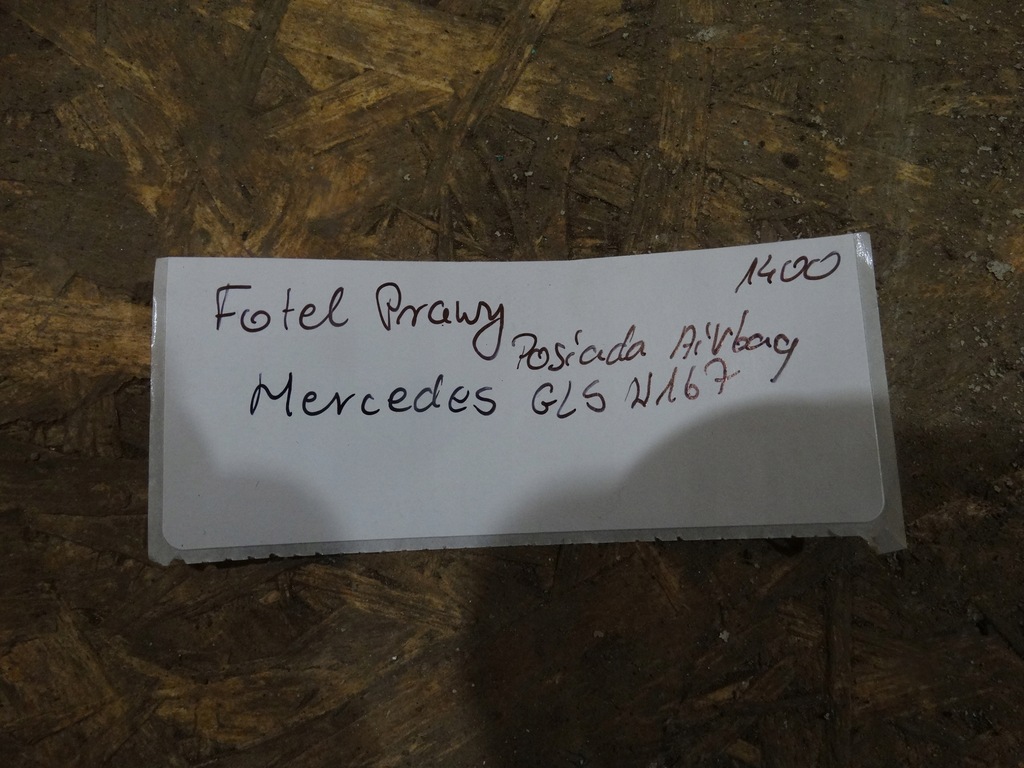 1400
Fotel Prawy
Posiada Airbag
Mercedes GLS W167